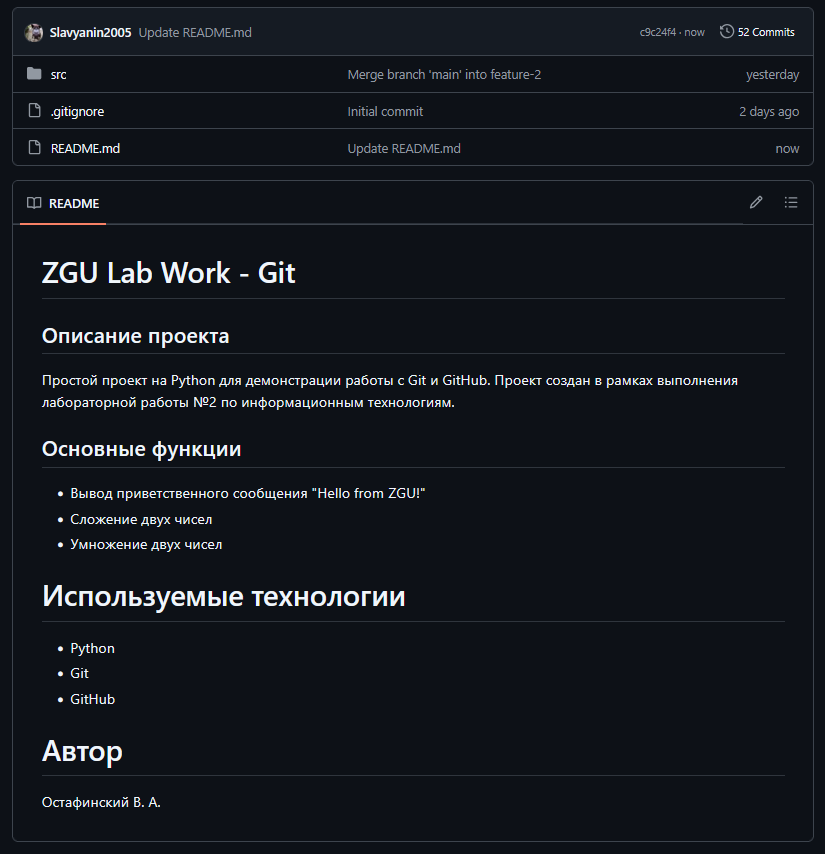 Slavyanin2005 Update README.md c9c24f4 · now 52 Commits
src Merge branch 'main' into feature-2 yesterday
.gitignore Initial commit 2 days ago
README.md Update README.md now
README
ZGU Lab Work - Git
Описание проекта
Простой проект на Python для демонстрации работы с Git и GitHub. Проект создан в рамках выполнения
лабораторной работы №2 по информационным технологиям.
Основные функции
• Вывод приветственного сообщения "Hello from ZGU!"
• Сложение двух чисел
• Умножение двух чисел
Используемые технологии
• Python
• Git
• GitHub
Автор
Остафинский В. А.